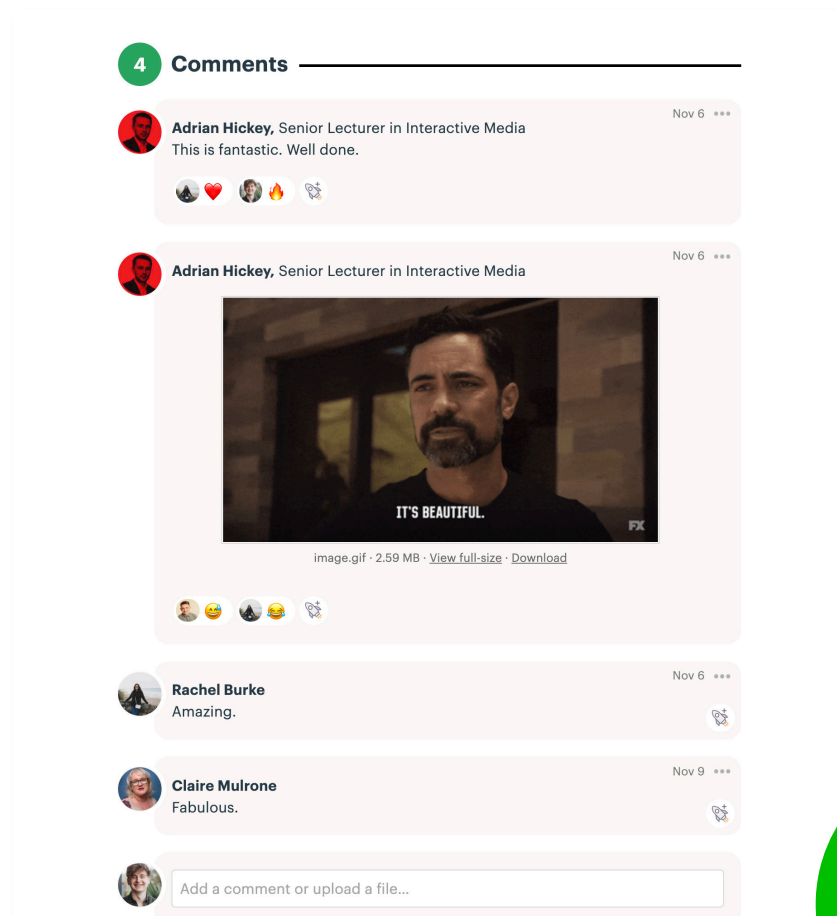 4 Comments
Nov 6
Adrian Hickey, Senior Lecturer in Interactive Media
This is fantastic. Well done.
Nov 6
Adrian Hickey, Senior Lecturer in Interactive Media
IT'S BEAUTIFUL.
FX
image.gif · 2.59 MB · View full-size · Download
Nov 6
Rachel Burke
Amazing.
Nov 9
Claire Mulrone
Fabulous.
Add a comment or upload a file…